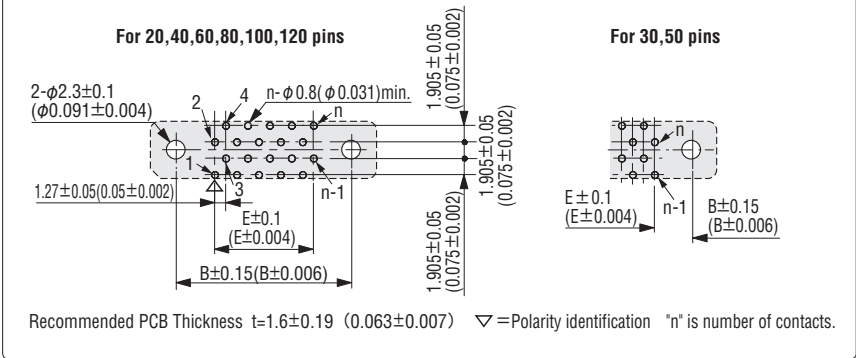 For 20,40,60,80,100,120 pins
For 30,50 pins
2-φ2.3±0.1
(φ0.091±0.004)
2
4
n-φ0.8(φ0.031)min.
n
1
3
n-1
1.27±0.05(0.05±0.002)
E±0.1
(E±0.004)
B±0.15(B±0.006)
1.905±0.05
(0.075±0.002)
1.905±0.05
(0.075±0.002)
1.905±0.05
(0.075±0.002)
n
n-1
E±0.1
(E±0.004)
B±0.15
(B±0.006)
Recommended PCB Thickness t=1.6±0.19 (0.063±0.007) ▽=Polarity identification "n" is number of contacts.